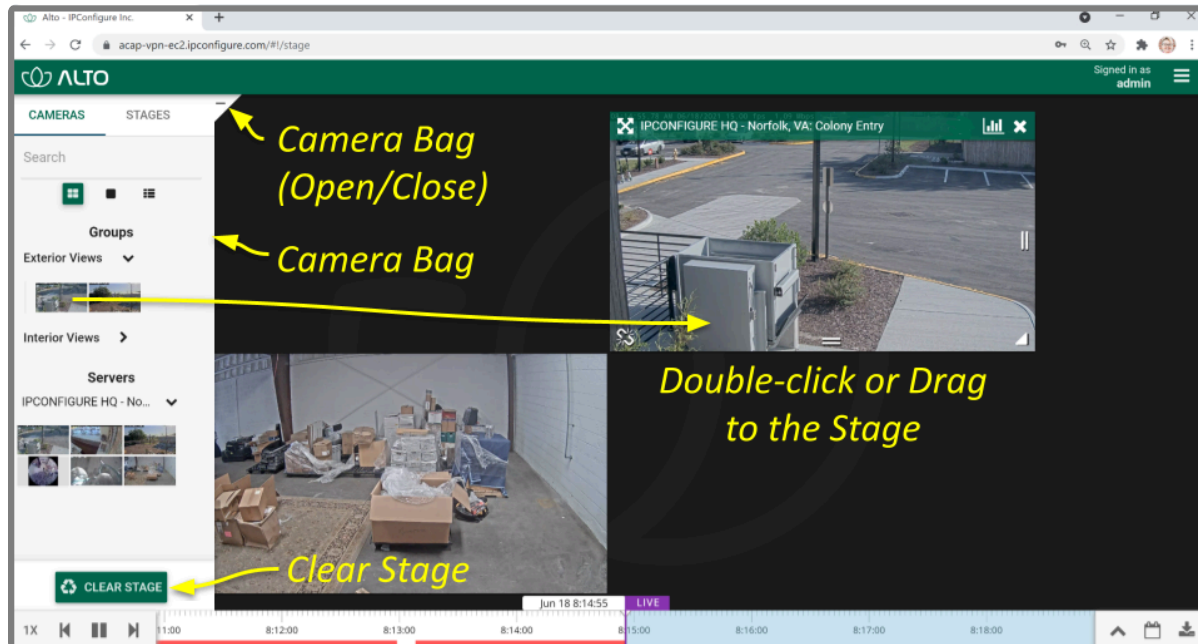 Alto - IPConfigure Inc.
acap-vpn-ec2.ipconfigure.com/#!/stage
ALTO
Signed in as
admin
CAMERAS
STAGES
Search
Groups
Exterior Views
Interior Views
Servers
IPCONFIGURE HQ - No...
CLEAR STAGE
Camera Bag
(Open/Close)
Camera Bag
IPCONFIGURE HQ - Norfolk, VA: Colony Entry
Double-click or Drag
to the Stage
Clear Stage
Jun 18 8:14:55
LIVE
1X
11:00
8:12:00
8:13:00
8:14:00
8:15:00
8:16:00
8:17:00
8:18:00